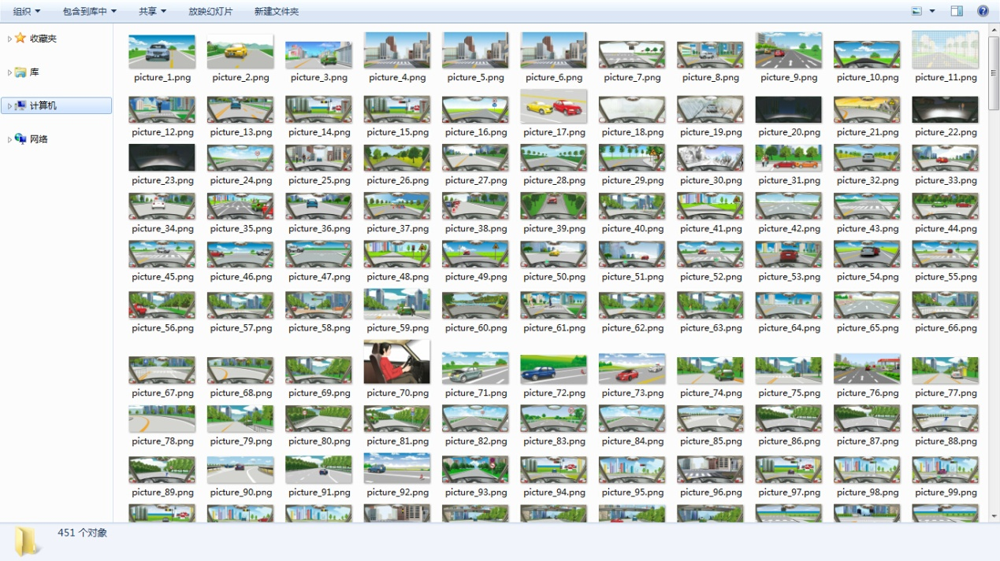 组织 包含到库中 共享 放映幻灯片 新建文件夹
收藏夹
库
计算机
网络
picture_1.png picture_2.png picture_3.png picture_4.png picture_5.png picture_6.png picture_7.png picture_8.png picture_9.png picture_10.png picture_11.png
picture_12.png picture_13.png picture_14.png picture_15.png picture_16.png picture_17.png picture_18.png picture_19.png picture_20.png picture_21.png picture_22.png
picture_23.png picture_24.png picture_25.png picture_26.png picture_27.png picture_28.png picture_29.png picture_30.png picture_31.png picture_32.png picture_33.png
picture_34.png picture_35.png picture_36.png picture_37.png picture_38.png picture_39.png picture_40.png picture_41.png picture_42.png picture_43.png picture_44.png
picture_45.png picture_46.png picture_47.png picture_48.png picture_49.png picture_50.png picture_51.png picture_52.png picture_53.png picture_54.png picture_55.png
picture_56.png picture_57.png picture_58.png picture_59.png picture_60.png picture_61.png picture_62.png picture_63.png picture_64.png picture_65.png picture_66.png
picture_67.png picture_68.png picture_69.png picture_70.png picture_71.png picture_72.png picture_73.png picture_74.png picture_75.png picture_76.png picture_77.png
picture_78.png picture_79.png picture_80.png picture_81.png picture_82.png picture_83.png picture_84.png picture_85.png picture_86.png picture_87.png picture_88.png
picture_89.png picture_90.png picture_91.png picture_92.png picture_93.png picture_94.png picture_95.png picture_96.png picture_97.png picture_98.png picture_99.png
451 个对象